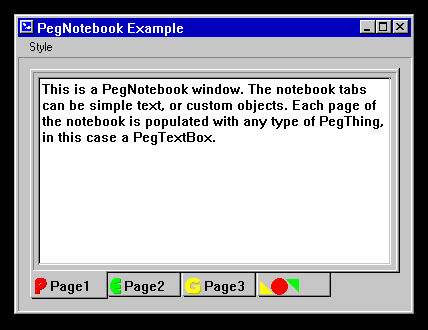 PegNotebook Example
Style
This is a PegNotebook window. The notebook tabs
can be simple text, or custom objects. Each page of
the notebook is populated with any type of PegThing,
in this case a PegTextBox.
P Page1 E Page2 G Page3